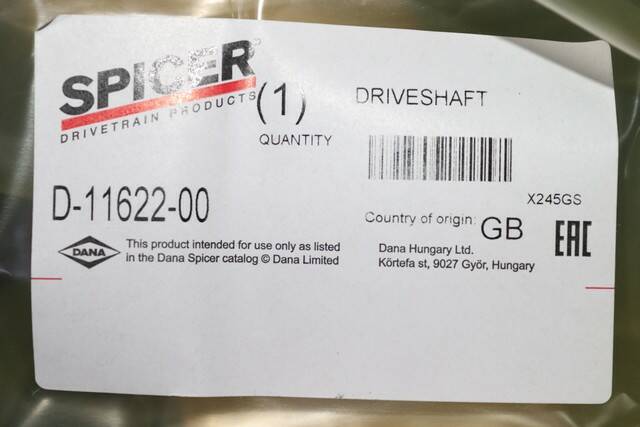 SPICER
DRIVETRAIN PRODUCTS
(1)
QUANTITY
DRIVESHAFT
X245GS
D-11622-00
Country of origin: GB
EAC
DANA
This product intended for use only as listed
in the Dana Spicer catalog © Dana Limited
Dana Hungary Ltd.
Körtefa st, 9027 Győr, Hungary